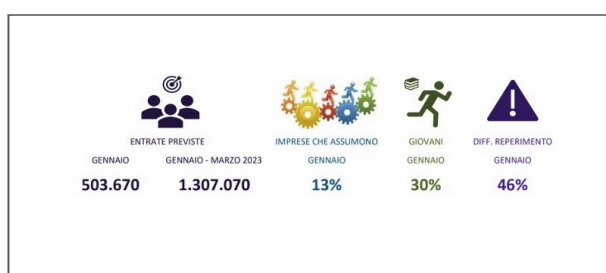 ENTRATE PREVISTE
IMPRESE CHE ASSUMONO
GIOVANI
DIFF. REPERIMENTO
GENNAIO
GENNAIO - MARZO 2023
GENNAIO
GENNAIO
GENNAIO
503.670
1.307.070
13%
30%
46%